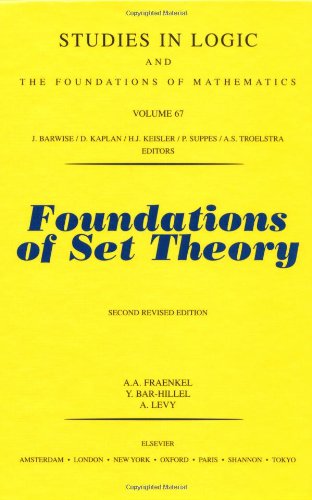 STUDIES IN LOGIC
AND
THE FOUNDATIONS OF MATHEMATICS
VOLUME 67
J. BARWISE / D. KAPLAN / H.J. KEISLER / P. SUPPES / A.S. TROELSTRA
EDITORS
Foundations
of Set Theory
SECOND REVISED EDITION
A.A. FRAENKEL
Y. BAR-HILLEL
A. LEVY
ELSEVIER
AMSTERDAM • LONDON • NEW YORK • OXFORD • PARIS • SHANNON • TOKYO